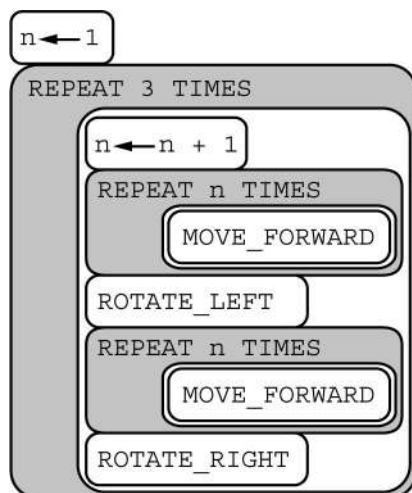 n←1
REPEAT 3 TIMES
n←n + 1
REPEAT n TIMES
MOVE_FORWARD
ROTATE_LEFT
REPEAT n TIMES
MOVE_FORWARD
ROTATE_RIGHT